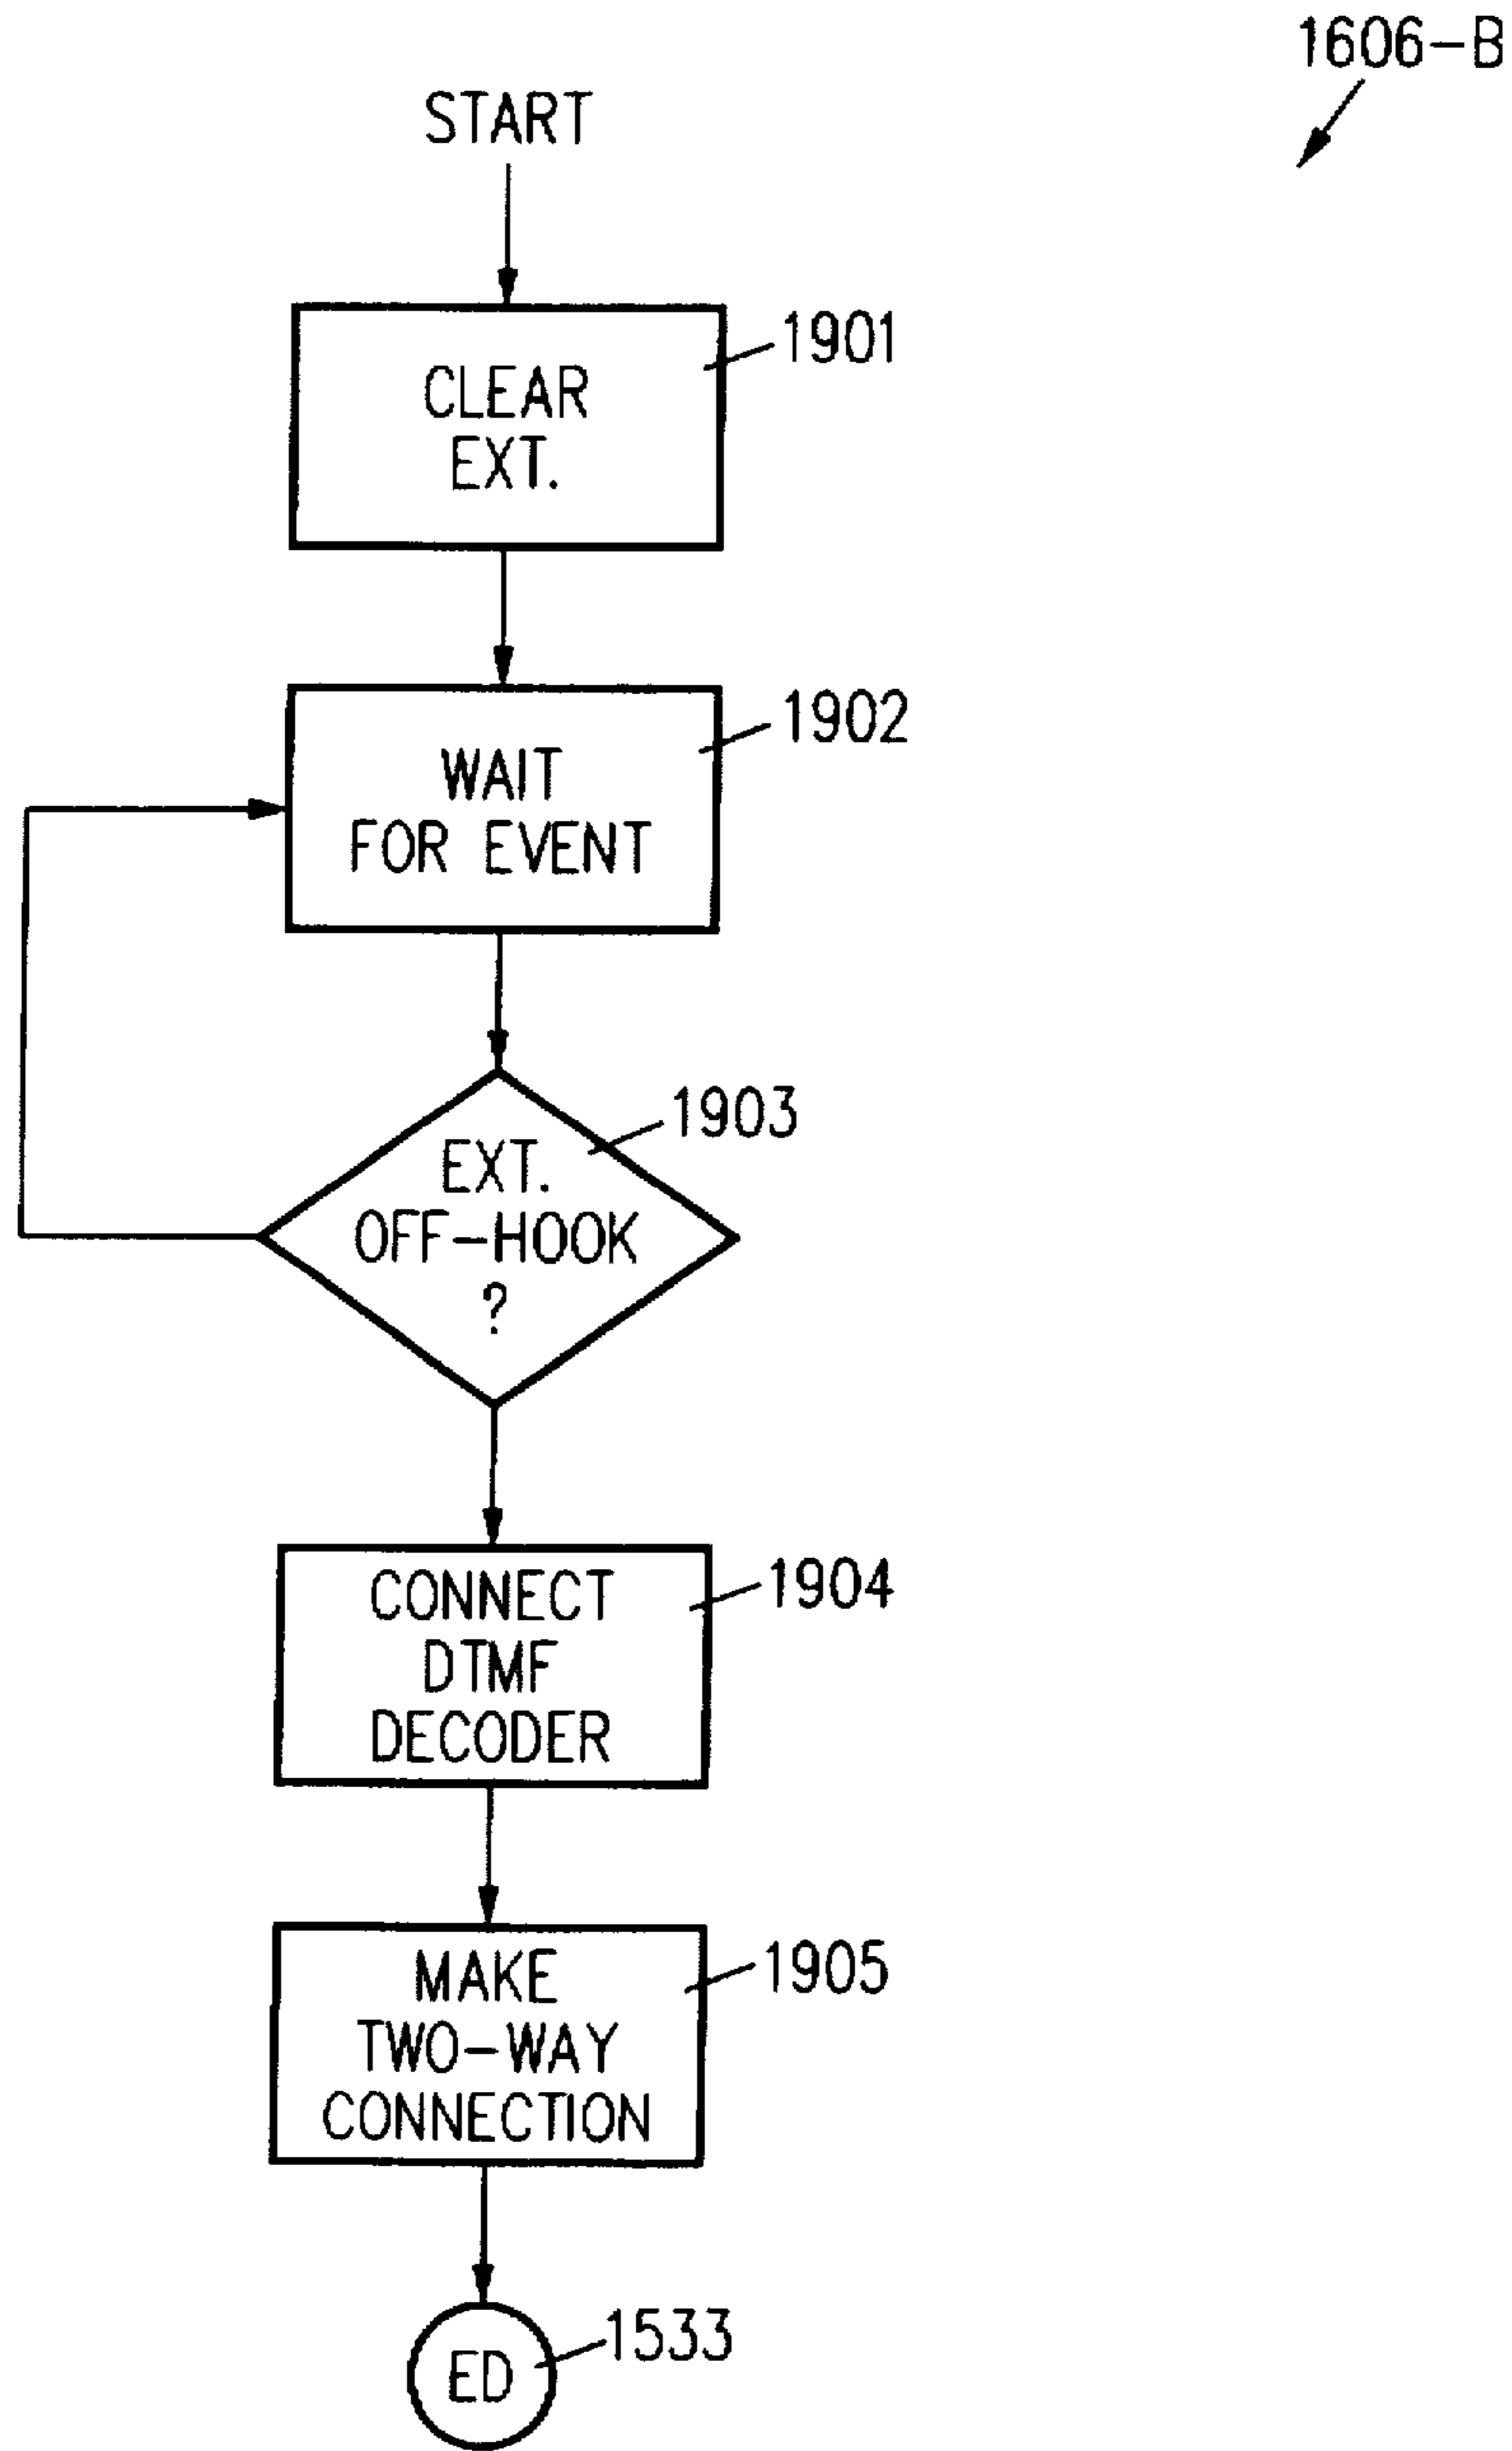 1606-B
START
1901
CLEAR
EXT.
1902
WAIT
FOR EVENT
1903
EXT.
OFF-HOOK
?
1904
CONNECT
DTMF
DECODER
1905
MAKE
TWO-WAY
CONNECTION
1533
ED